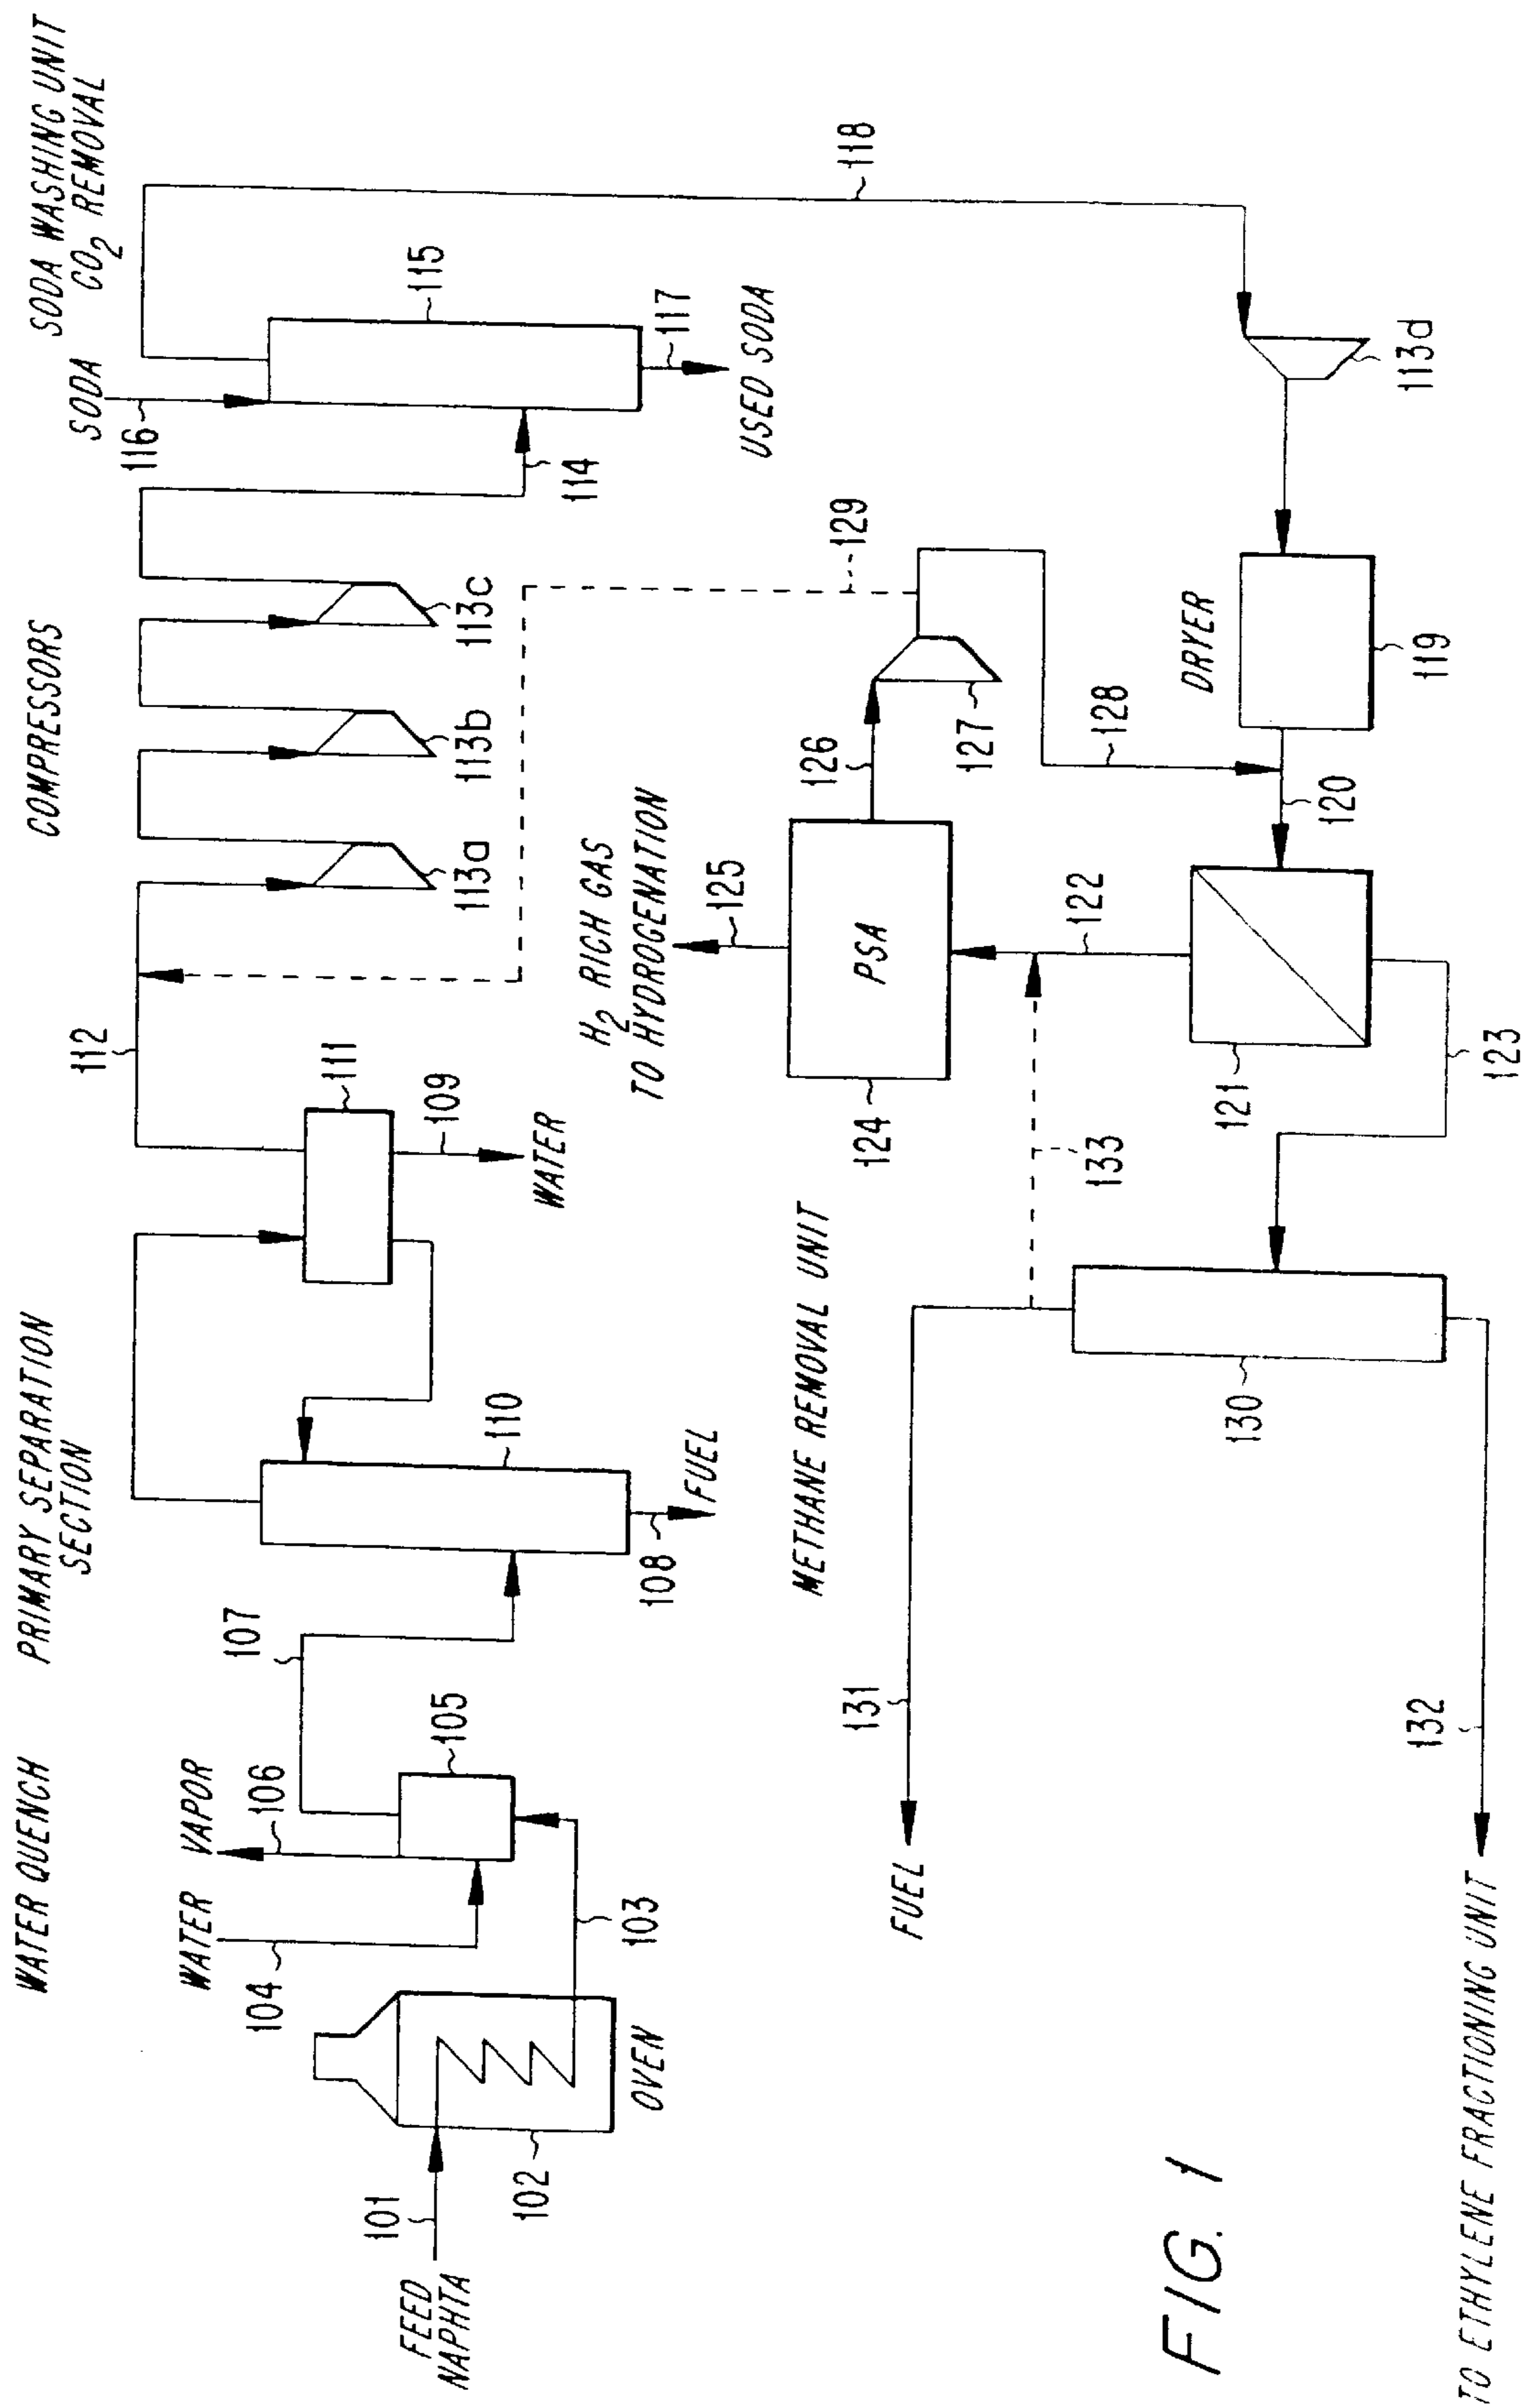 WATER QUENCH
PRIMARY SEPARATION
SECTION
COMPRESSORS
SODA WASHING UNIT
CO2 REMOVAL
FEED
NAPHTA
101
102
OVEN
103
WATER
104
VAPOR
106
105
107
108
FUEL
110
111
109
WATER
112
113a
113b
113c
114
SODA
116
115
117
USED SODA
118
113d
DRYER
119
120
128
129
127
126
H2 RICH GAS
TO HYDROGENATION
125
PSA
124
122
121
123
133
METHANE REMOVAL UNIT
130
131
FUEL
132
TO ETHYLENE FRACTIONING UNIT
FIG. 1